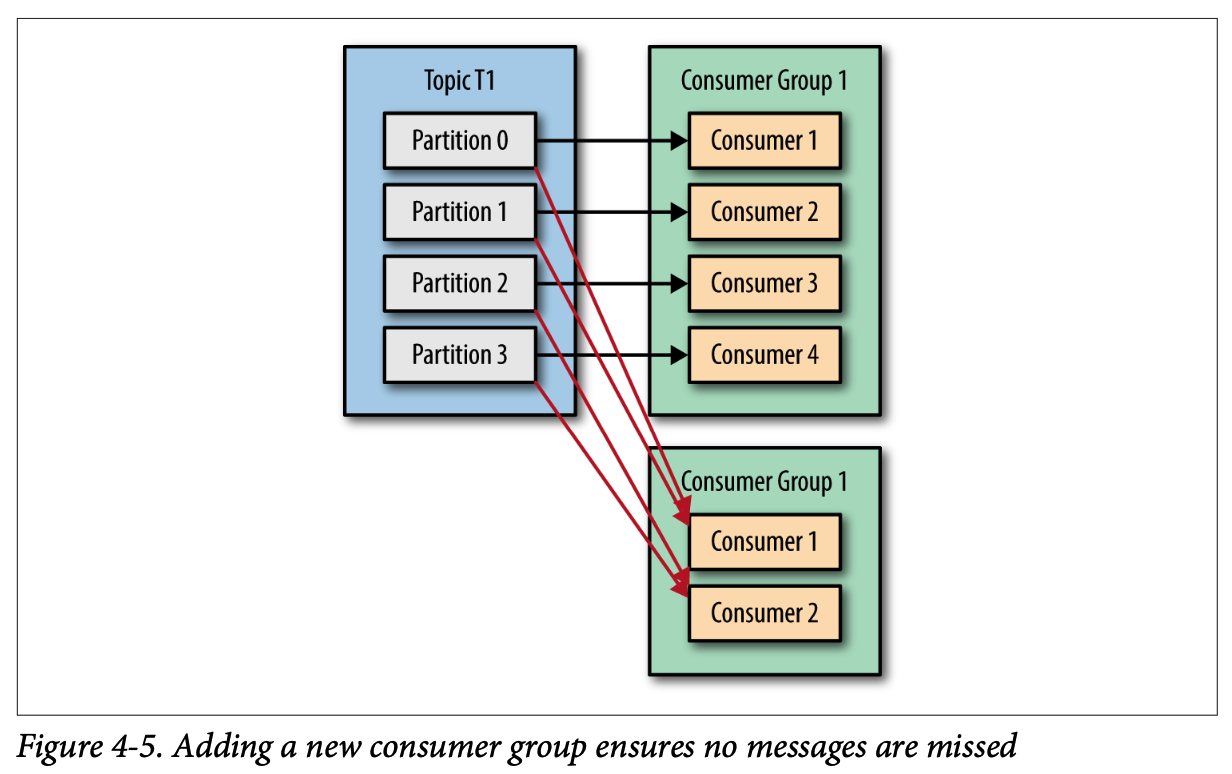 Topic T1
Partition 0
Partition 1
Partition 2
Partition 3
Consumer Group 1
Consumer 1
Consumer 2
Consumer 3
Consumer 4
Consumer Group 1
Consumer 1
Consumer 2
Figure 4-5. Adding a new consumer group ensures no messages are missed